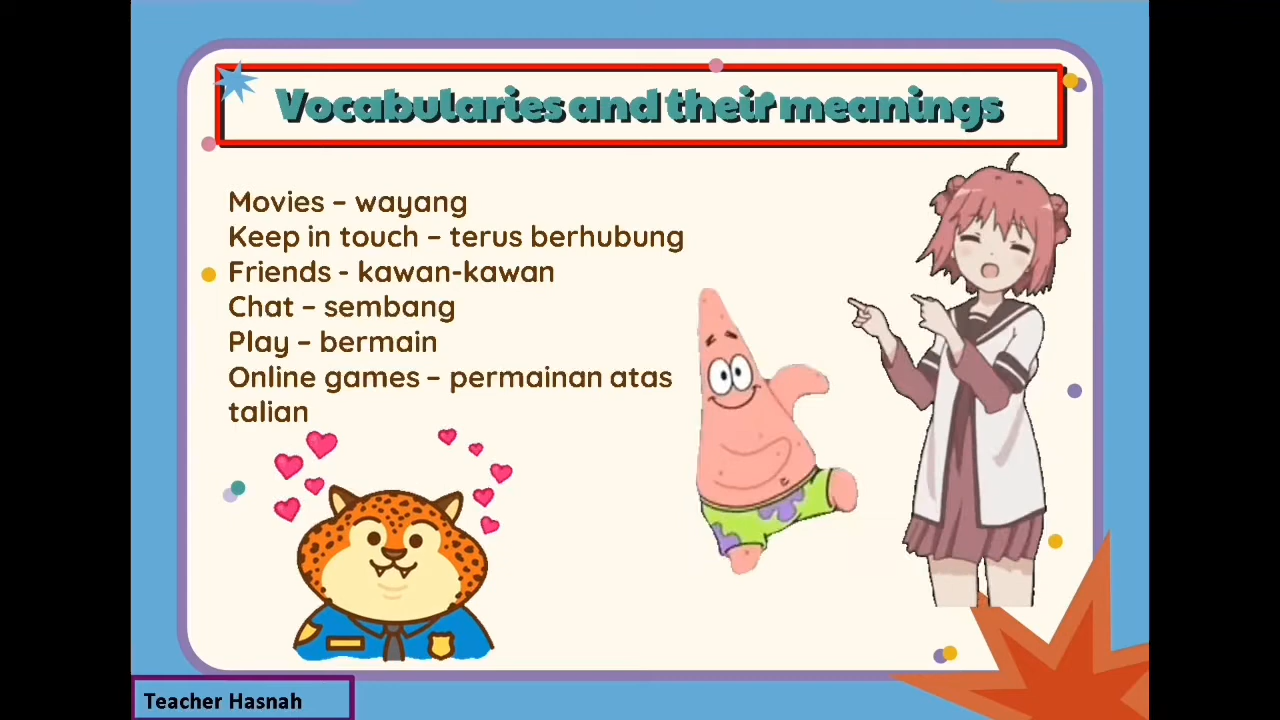 Vocabularies and their meanings
Movies – wayang
Keep in touch – terus berhubung
Friends - kawan-kawan
Chat – sembang
Play – bermain
Online games – permainan atas
talian
Teacher Hasnah